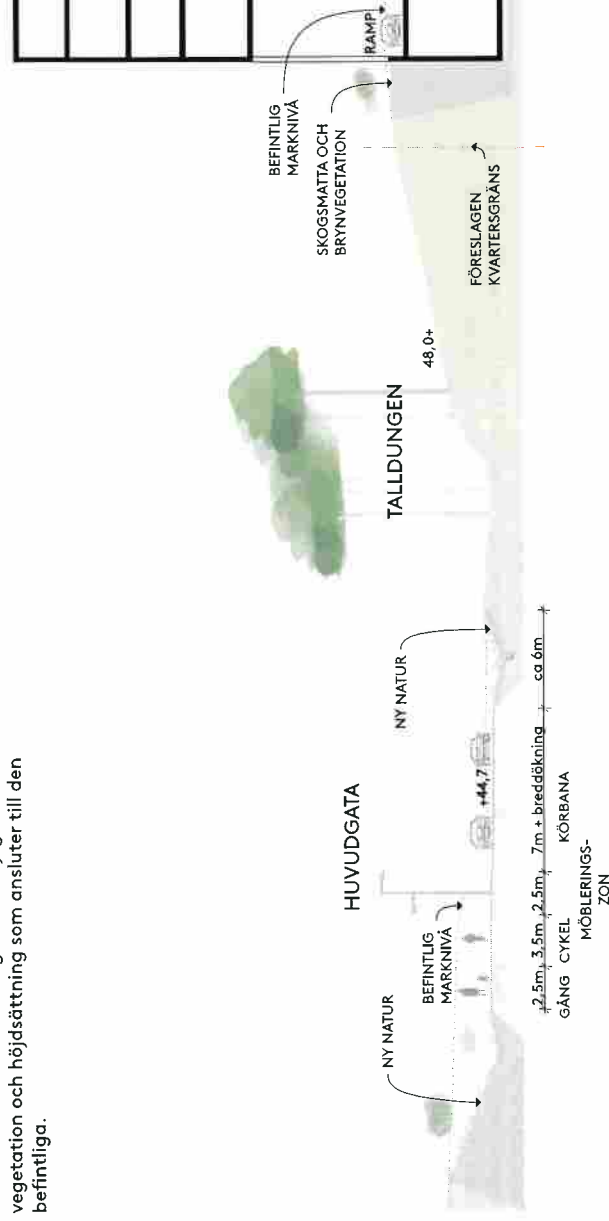 vegetation och höjdsättning som ansluter till den
befintliga.
HUVUDGATA
TALLDUNGEN
NY NATUR
BEFINTLIG
MARKNIVÅ
NY NATUR
+44,7
48,0+
BEFINTLIG
MARKNIVÅ
SKOGSMATTA OCH
BRYNVEGETATION
RAMP
FÖRESLAGEN
KVARTERSGRÄNS
2,5m 3,5m 2,5m 7m + breddökning ca 6m
GÅNG CYKEL KÖRBANA
MÖBLERINGS-
ZON